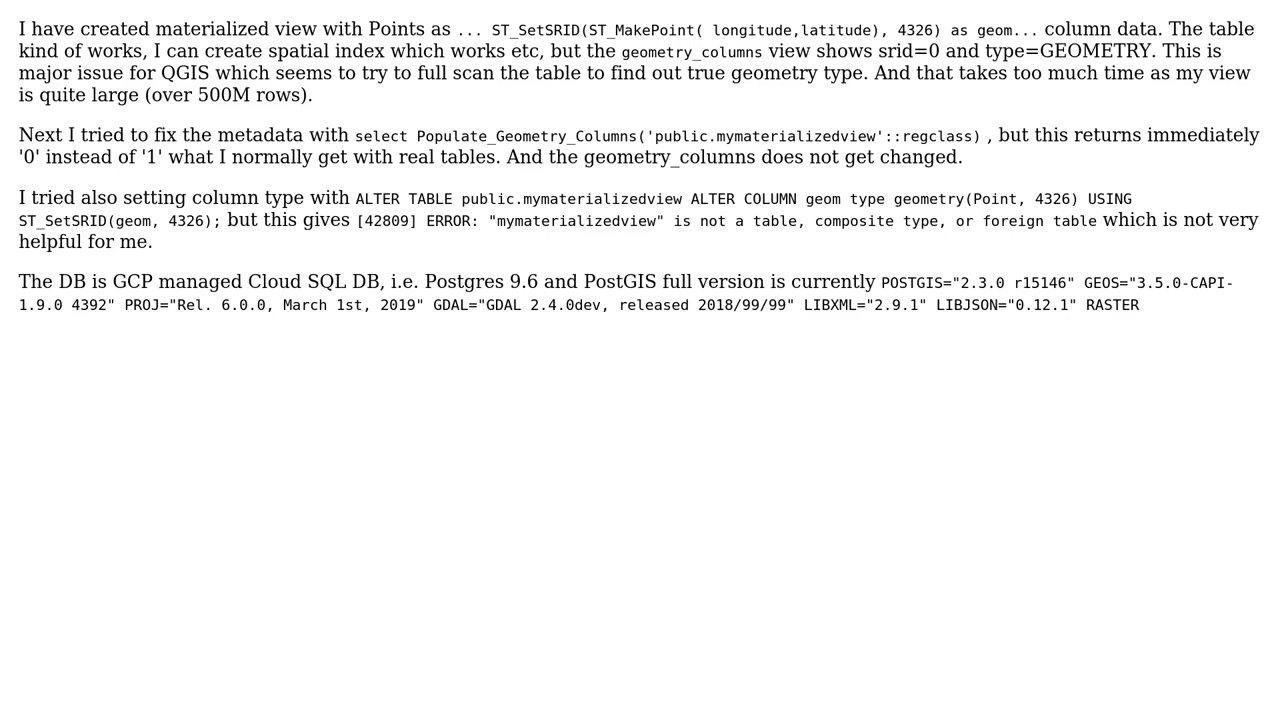 I have created materialized view with Points as ... ST_SetSRID(ST_MakePoint( longitude,latitude), 4326) as geom... column data. The table
kind of works, I can create spatial index which works etc, but the geometry_columns view shows srid=0 and type=GEOMETRY. This is
major issue for QGIS which seems to try to full scan the table to find out true geometry type. And that takes too much time as my view
is quite large (over 500M rows).
Next I tried to fix the metadata with select Populate_Geometry_Columns('public.mymaterializedview'::regclass) , but this returns immediately
'0' instead of '1' what I normally get with real tables. And the geometry_columns does not get changed.
I tried also setting column type with ALTER TABLE public.mymaterializedview ALTER COLUMN geom type geometry(Point, 4326) USING
ST_SetSRID(geom, 4326); but this gives [42809] ERROR: "mymaterializedview" is not a table, composite type, or foreign table which is not very
helpful for me.
The DB is GCP managed Cloud SQL DB, i.e. Postgres 9.6 and PostGIS full version is currently POSTGIS="2.3.0 r15146" GEOS="3.5.0-CAPI-
1.9.0 4392" PROJ="Rel. 6.0.0, March 1st, 2019" GDAL="GDAL 2.4.0dev, released 2018/99/99" LIBXML="2.9.1" LIBJSON="0.12.1" RASTER